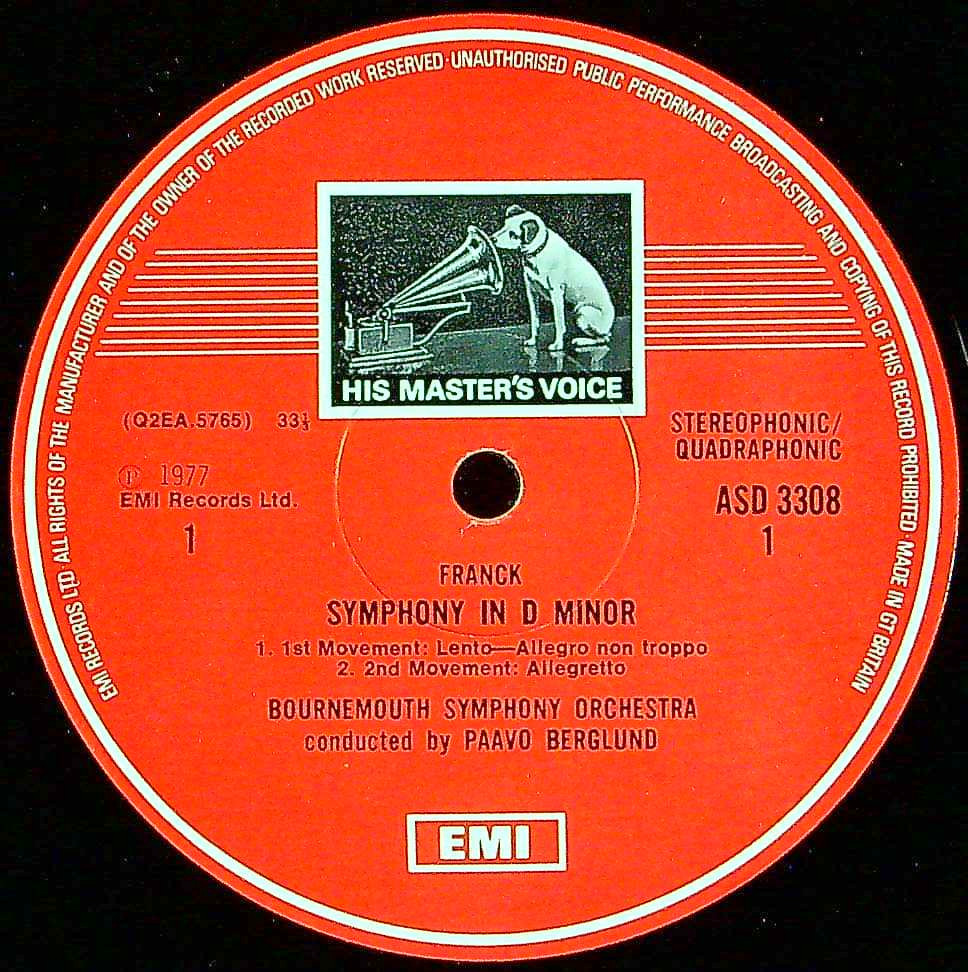 EMI RECORDS LTD · ALL RIGHTS OF THE MANUFACTURER AND OF THE OWNER OF THE RECORDED WORK RESERVED · UNAUTHORISED PUBLIC PERFORMANCE BROADCASTING AND COPYING OF THIS RECORD PROHIBITED · MADE IN GT BRITAIN
HIS MASTER'S VOICE
(Q2EA.5765) 33⅓
STEREOPHONIC/
QUADRAPHONIC
Ⓟ 1977
EMI Records Ltd.
ASD 3308
1
1
FRANCK
SYMPHONY IN D MINOR
1. 1st Movement: Lento—Allegro non troppo
2. 2nd Movement: Allegretto
BOURNEMOUTH SYMPHONY ORCHESTRA
conducted by PAAVO BERGLUND
EMI